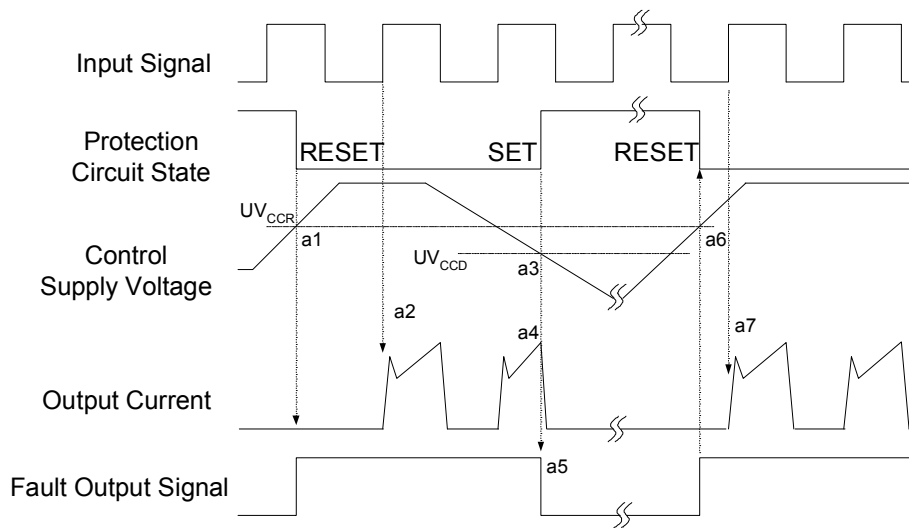 Input Signal
Protection
Circuit State
RESET
SET
RESET
UVCCR
a1
a6
Control
Supply Voltage
UVCCD
a3
a2
a4
a7
Output Current
a5
Fault Output Signal